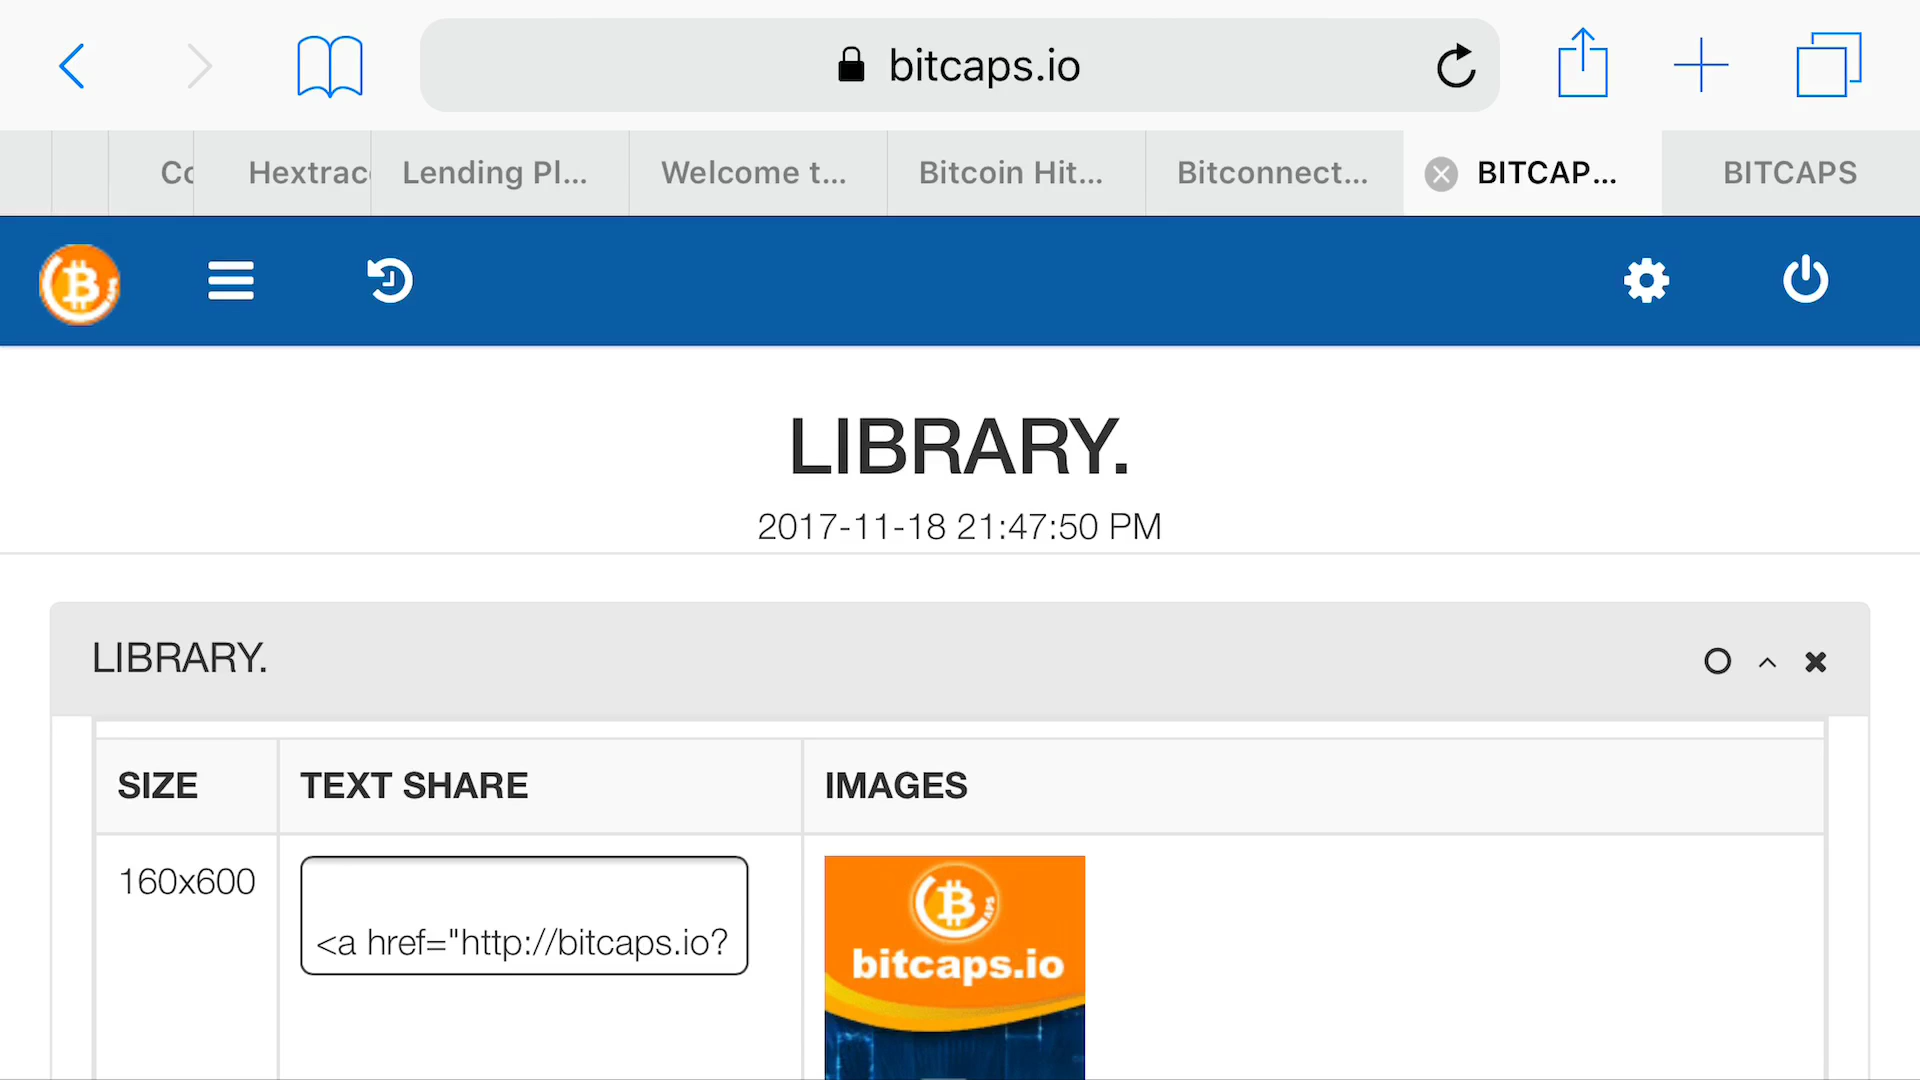 bitcaps.io
Hextrac
Lending Pl...
Welcome t...
Bitcoin Hit...
Bitconnect...
BITCAP...
BITCAPS
LIBRARY.
2017-11-18 21:47:50 PM
LIBRARY.
SIZE
TEXT SHARE
IMAGES
160x600
<a href="http://bitcaps.io?
bitcaps.io